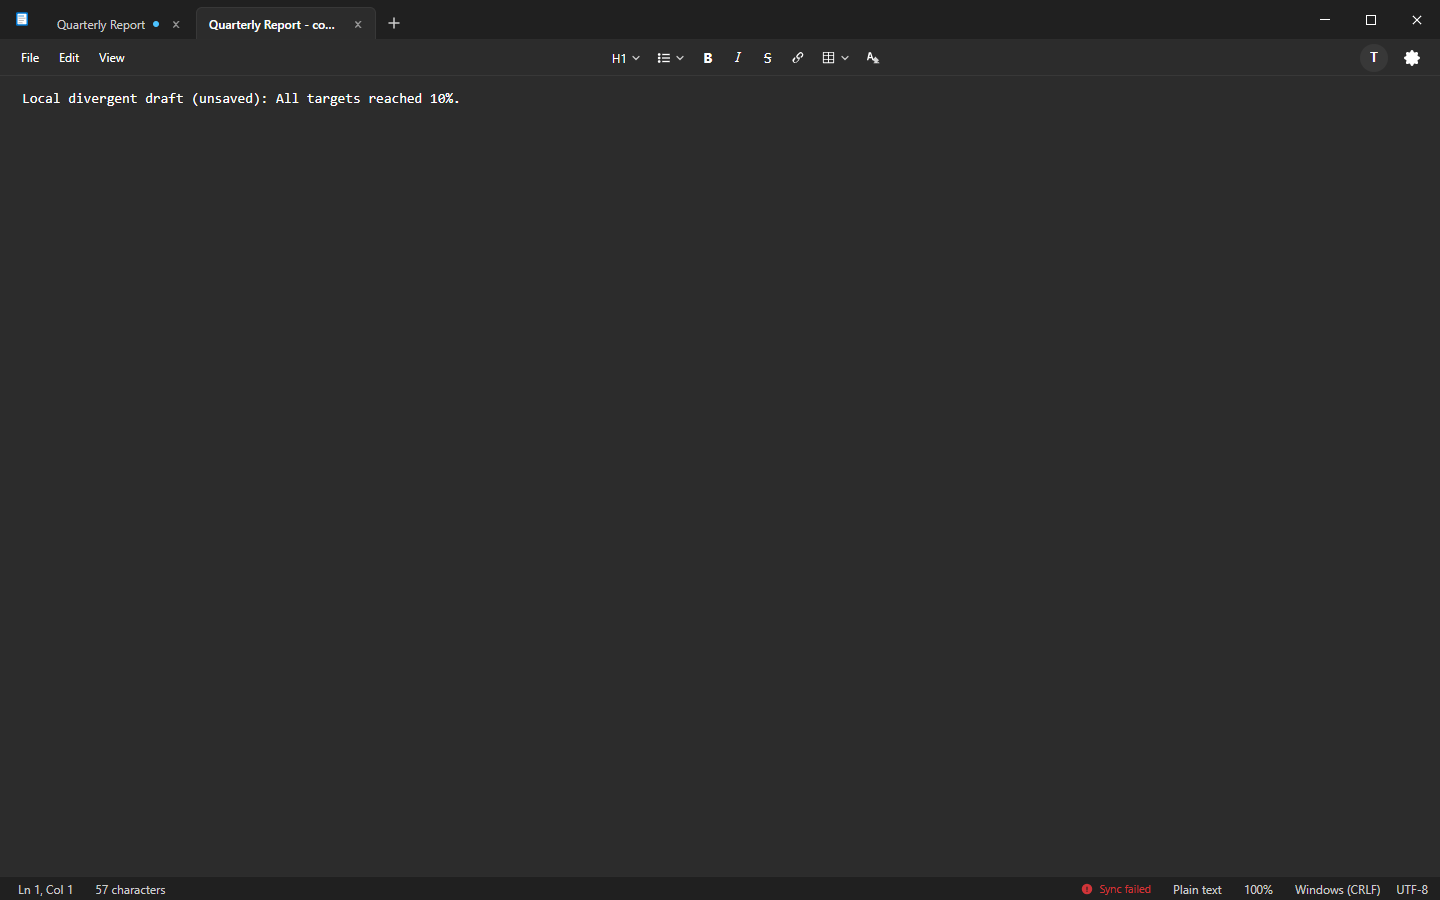 Quarterly Report
Quarterly Report - co...
File Edit View
H1
B I S
T
Local divergent draft (unsaved): All targets reached 10%.
Ln 1, Col 1 57 characters Sync failed Plain text 100% Windows (CRLF) UTF-8